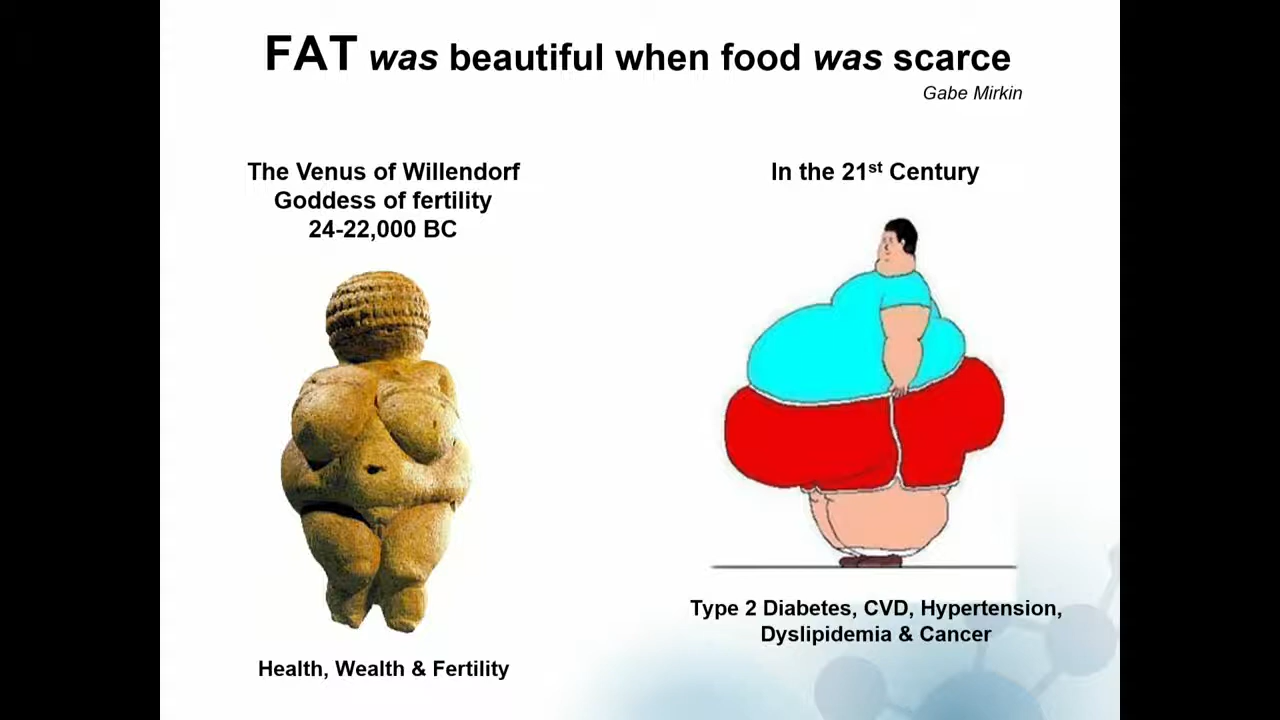 FAT was beautiful when food was scarce
Gabe Mirkin
The Venus of Willendorf
Goddess of fertility
24-22,000 BC
Health, Wealth & Fertility
In the 21st Century
Type 2 Diabetes, CVD, Hypertension,
Dyslipidemia & Cancer